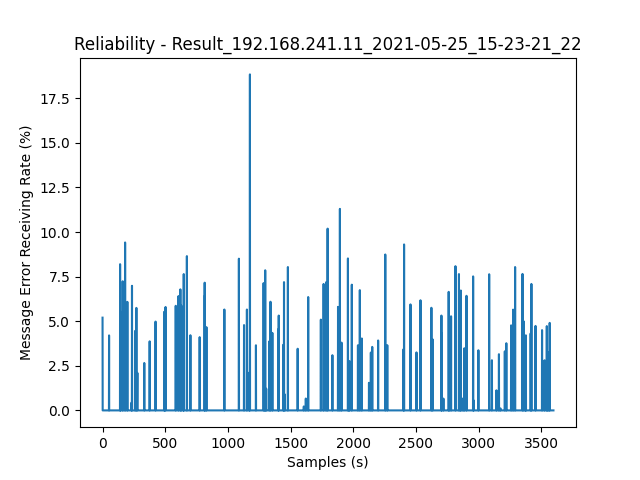 Reliability - Result_192.168.241.11_2021-05-25_15-23-21_22
Message Error Receiving Rate (%)
17.5
15.0
12.5
10.0
7.5
5.0
2.5
0.0
0 500 1000 1500 2000 2500 3000 3500
Samples (s)